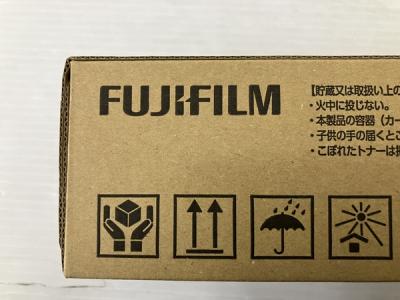 FUJIFILM
【貯蔵又は取扱い上の
・火中に投じない。
・本製品の容器（カー
・子供の手の届くとこ
・こぼれたトナーは